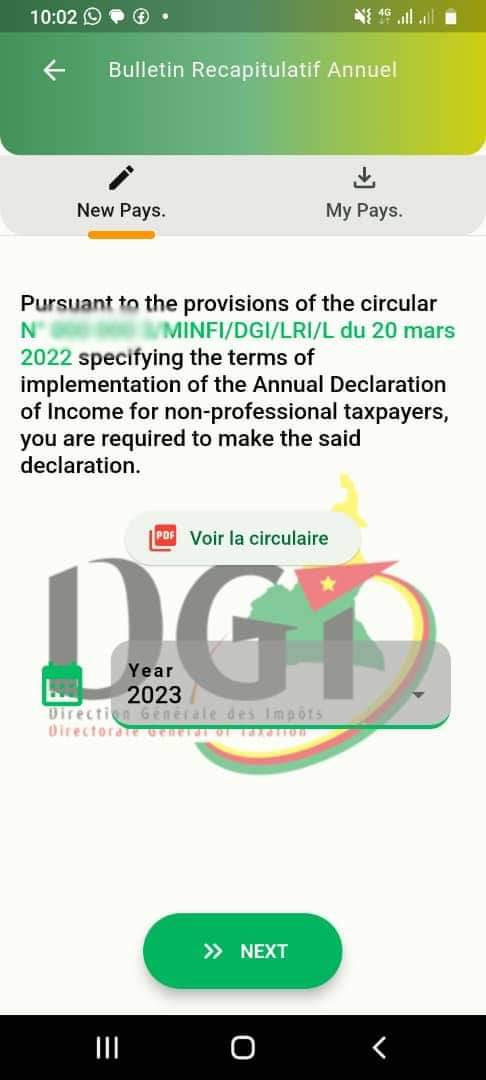 10:02
4G
Bulletin Recapitulatif Annuel
New Pays.
My Pays.
Pursuant to the provisions of the circular
N° /MINFI/DGI/LRI/L du 20 mars
2022 specifying the terms of
implementation of the Annual Declaration
of Income for non-professional taxpayers,
you are required to make the said
declaration.
PDF Voir la circulaire
DGI
Year
2023
Direction Générale des Impôts
Directorate General of Taxation
NEXT